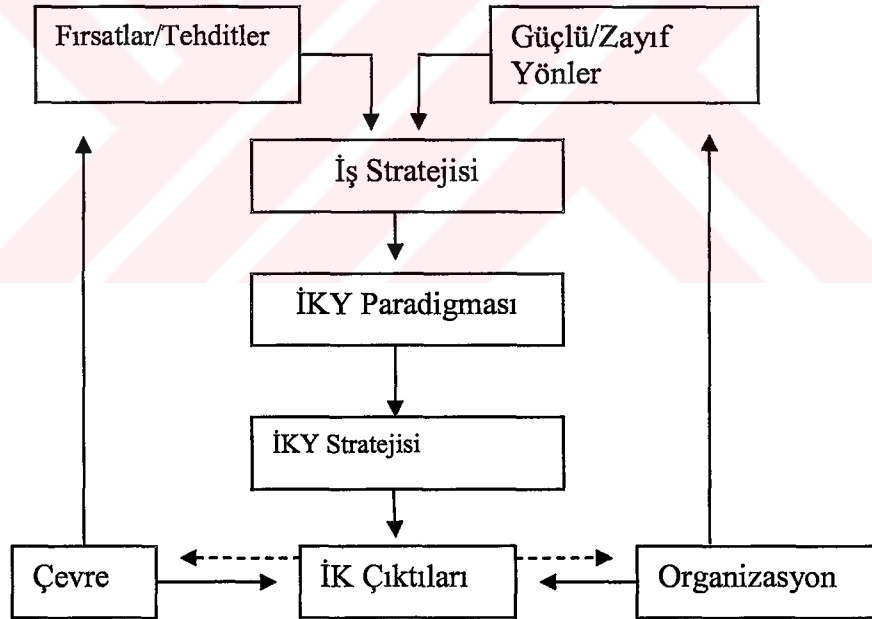 Fırsatlar/Tehditler
Güçlü/Zayıf
Yönler
İş Stratejisi
İKY Paradigması
İKY Stratejisi
Çevre
İK Çıktıları
Organizasyon